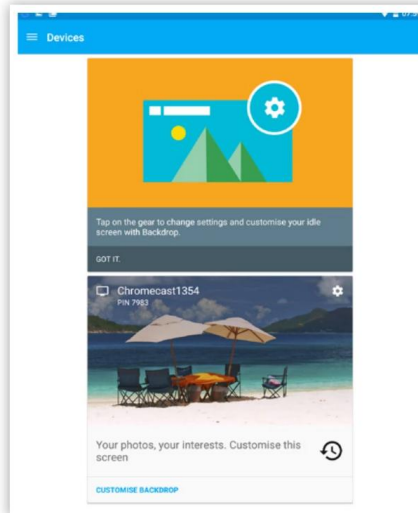 Devices
Tap on the gear to change settings and customise your idle
screen with Backdrop.
GOT IT.
Chromecast1354
PIN 7983
Your photos, your interests. Customise this
screen
CUSTOMISE BACKDROP